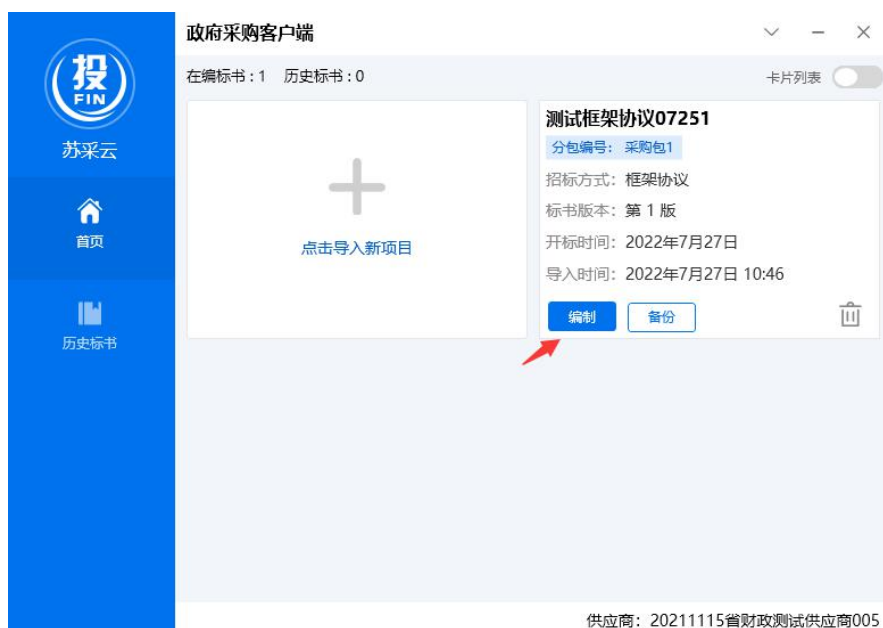 政府采购客户端
投
FIN
苏采云
首页
历史标书
在编标书：1 历史标书：0
卡片列表
点击导入新项目
测试框架协议07251
分包编号： 采购包1
招标方式：框架协议
标书版本：第 1 版
开标时间：2022年7月27日
导入时间：2022年7月27日 10:46
编制 备份
供应商：20211115省财政测试供应商005